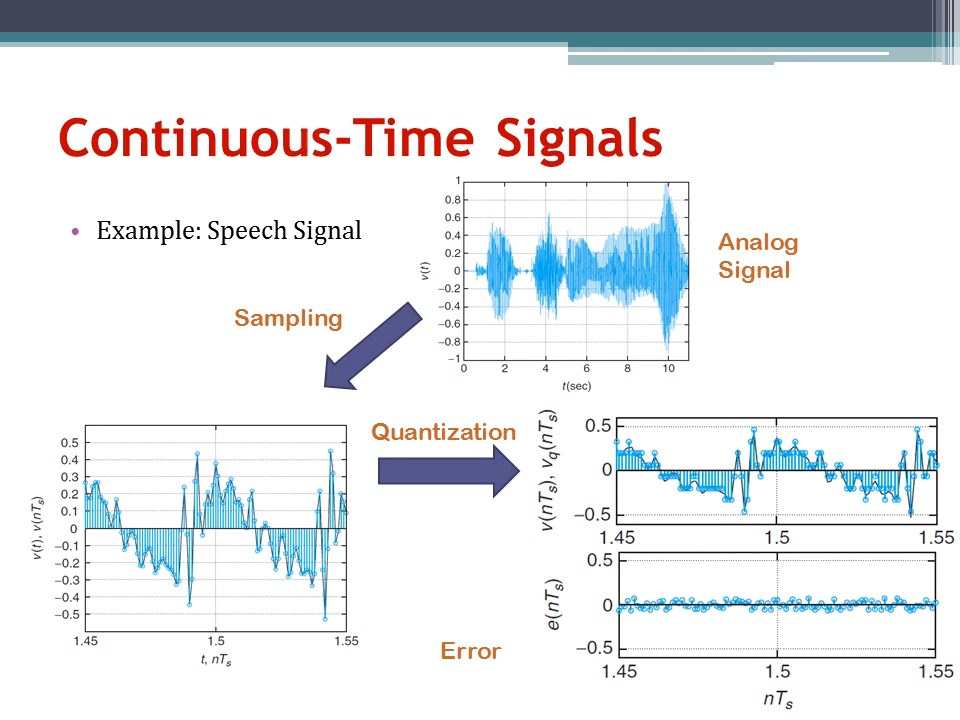 Continuous-Time Signals
• Example: Speech Signal
1
0.8
0.6
0.4
0.2
0
−0.2
−0.4
−0.6
−0.8
−1
v(t)
0 2 4 6 8 10
t(sec)
Analog
Signal
Sampling
Quantization
0.5
0.4
0.3
0.2
0.1
0
−0.1
−0.2
−0.3
−0.4
−0.5
v(t), v(nTs)
1.45 1.5 1.55
t, nTs
0.5
0
−0.5
v(nTs), vq(nTs)
1.45 1.5 1.55
Error
0.5
0
−0.5
e(nTs)
1.45 1.5 1.55
nTs